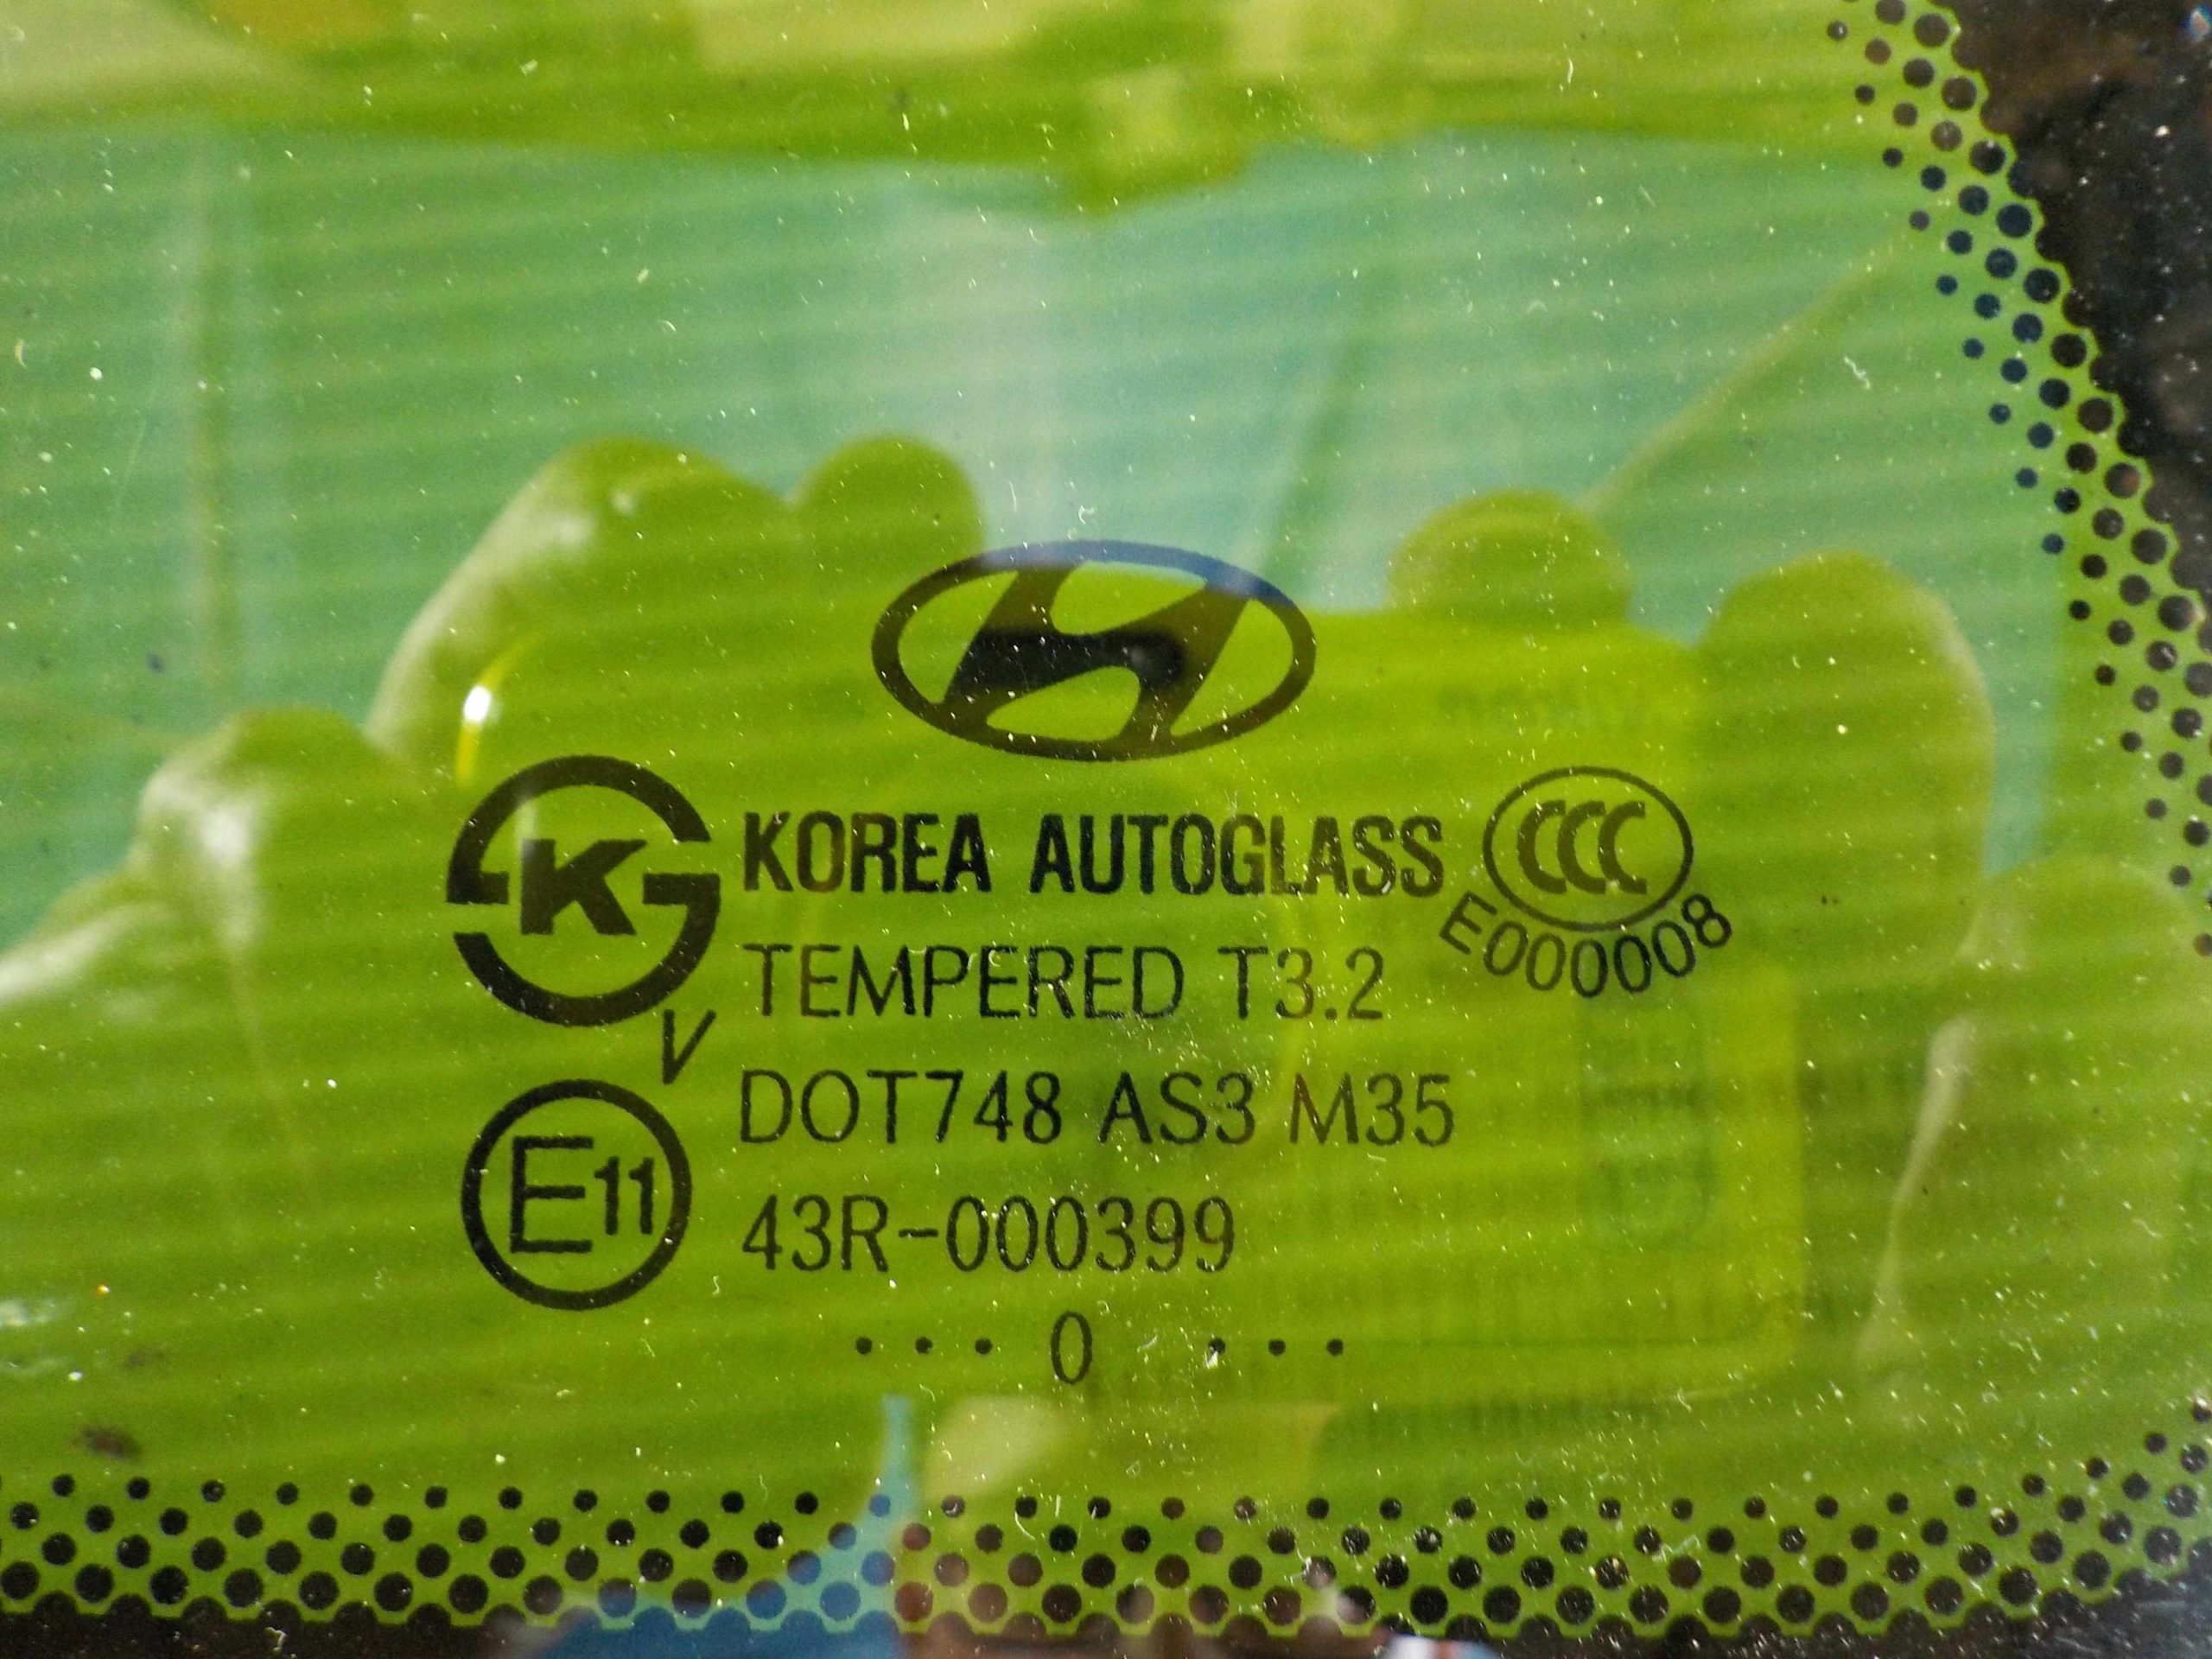 KOREA AUTOGLASS
CCC
E000008
K
TEMPERED T3.2
V
DOT748 AS3 M35
E11
43R-000399
••• 0 •••